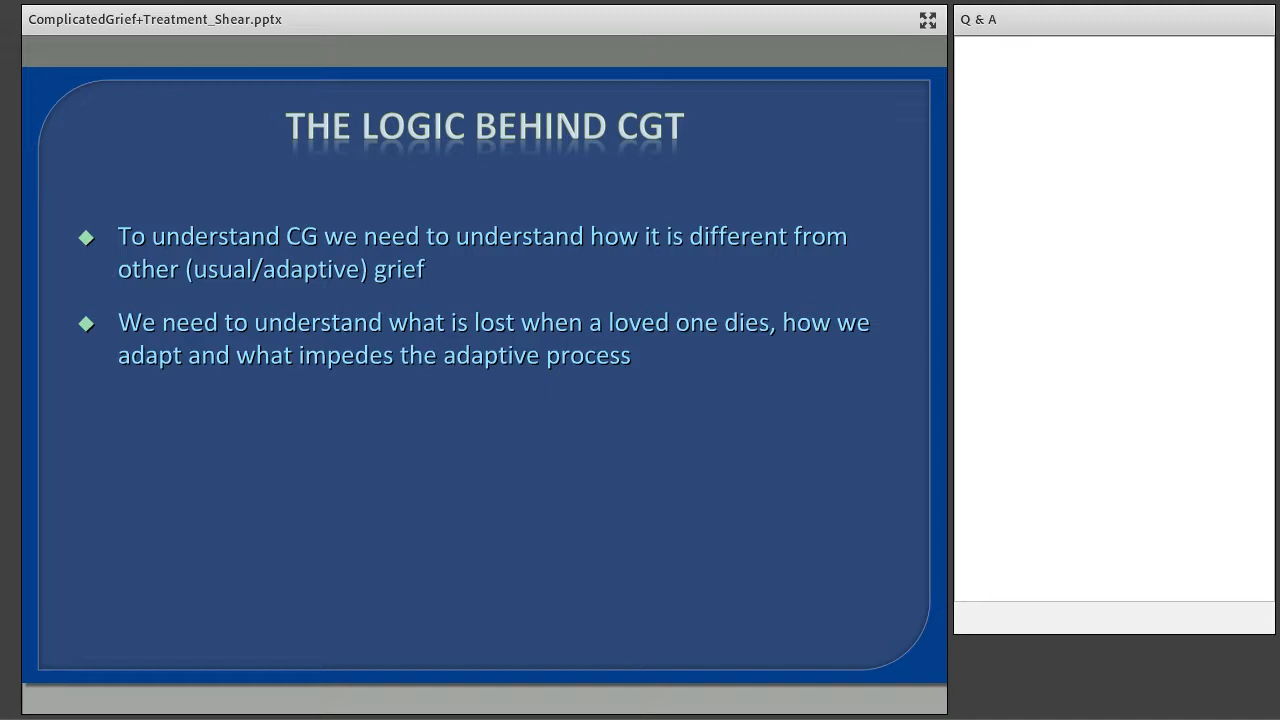 ComplicatedGrief+Treatment_Shear.pptx
Q & A
THE LOGIC BEHIND CGT
To understand CG we need to understand how it is different from
other (usual/adaptive) grief
We need to understand what is lost when a loved one dies, how we
adapt and what impedes the adaptive process